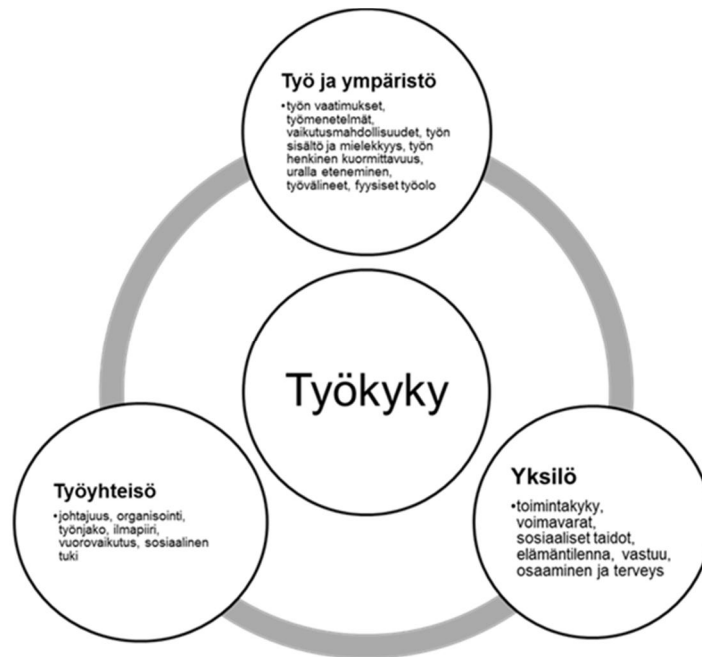 Työ ja ympäristö
•työn vaatimukset,
työmenetelmät,
vaikutusmahdollisuudet, työn
sisältö ja mielekkyys, työn
henkinen kuormittavuus,
uralla eteneminen,
työvälineet, fyysiset työolo
Työkyky
Työyhteisö
•johtajuus, organisointi,
työnjako, ilmapiiri,
vuorovaikutus, sosiaalinen
tuki
Yksilö
•toimintakyky,
voimavarat,
sosiaaliset taidot,
elämäntilenna, vastuu,
osaaminen ja terveys